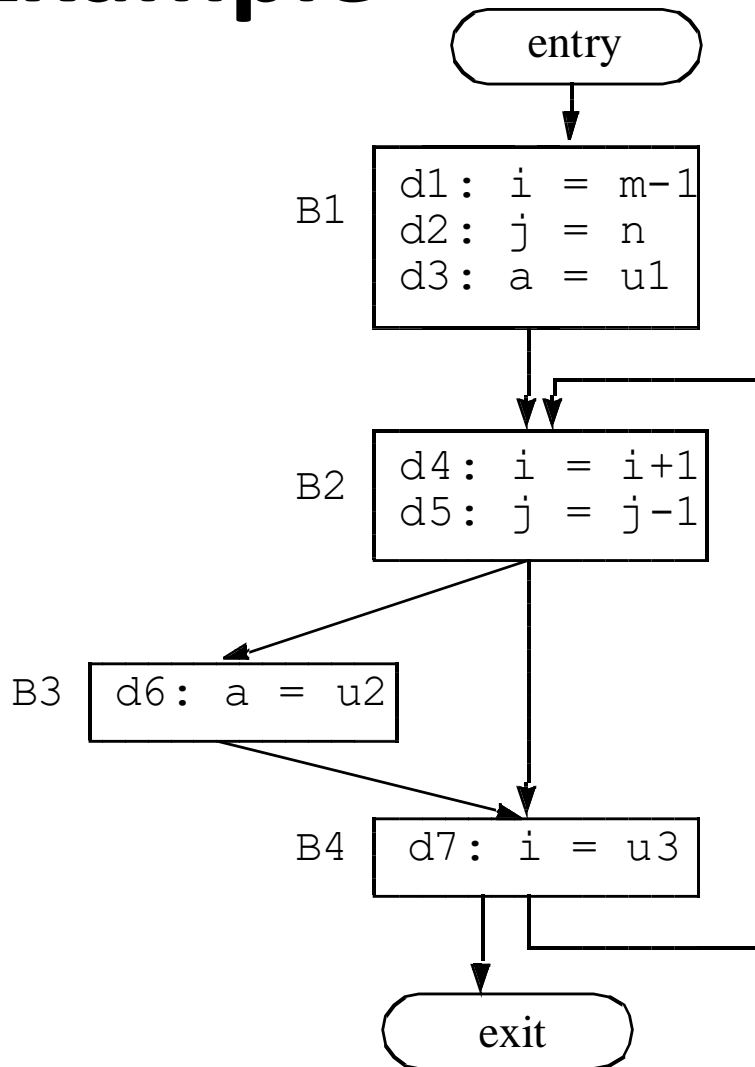 entry
B1
d1: i = m-1
d2: j = n
d3: a = u1
B2
d4: i = i+1
d5: j = j-1
B3
d6: a = u2
B4
d7: i = u3
exit